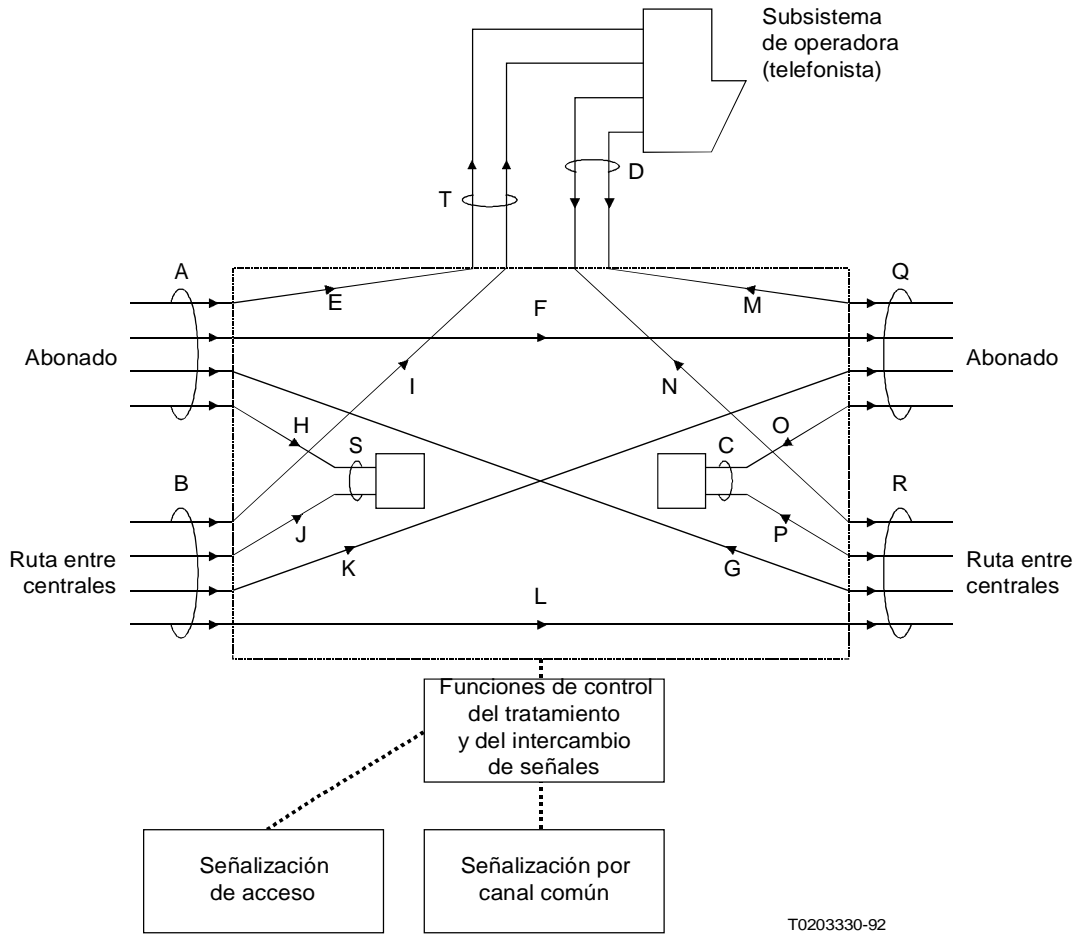 Subsistema
de operadora
(telefonista)
D
T
A
Q
E
M
F
Abonado
Abonado
I
N
H
O
S
C
B
R
J
P
Ruta entre
centrales
K
G
Ruta entre
centrales
L
Funciones de control
del tratamiento
y del intercambio
de señales
Señalización
de acceso
Señalización por
canal común
T0203330-92